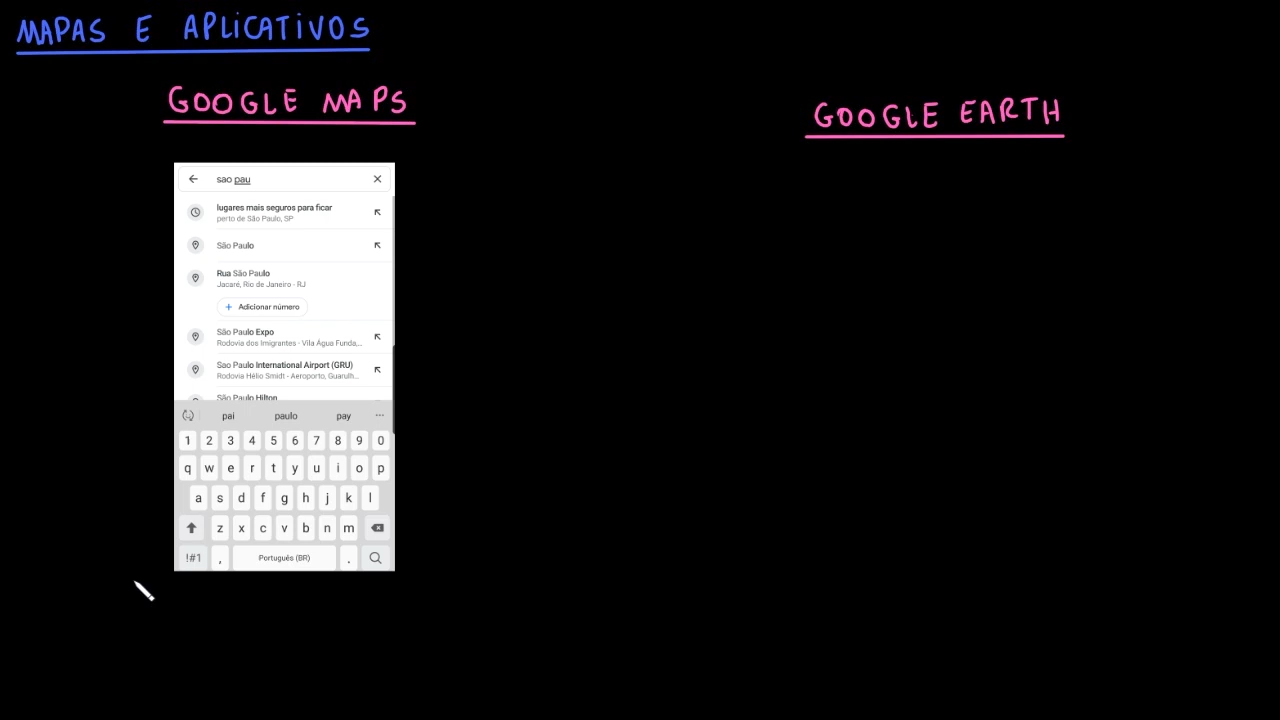 MAPAS E APLICATIVOS
GOOGLE MAPS
GOOGLE EARTH
sao pau
lugares mais seguros para ficar
perto de São Paulo, SP
São Paulo
Rua São Paulo
Jacaré, Rio de Janeiro - RJ
+ Adicionar número
São Paulo Expo
Rodovia dos Imigrantes - Vila Água Funda,...
Sao Paulo International Airport (GRU)
Rodovia Hélio Smidt - Aeroporto, Guarulh...
São Paulo Hilton
pai paulo pay ...
1 2 3 4 5 6 7 8 9 0
q w e r t y u i o p
a s d f g h j k l
z x c v b n m
!#1 , Português (BR) .